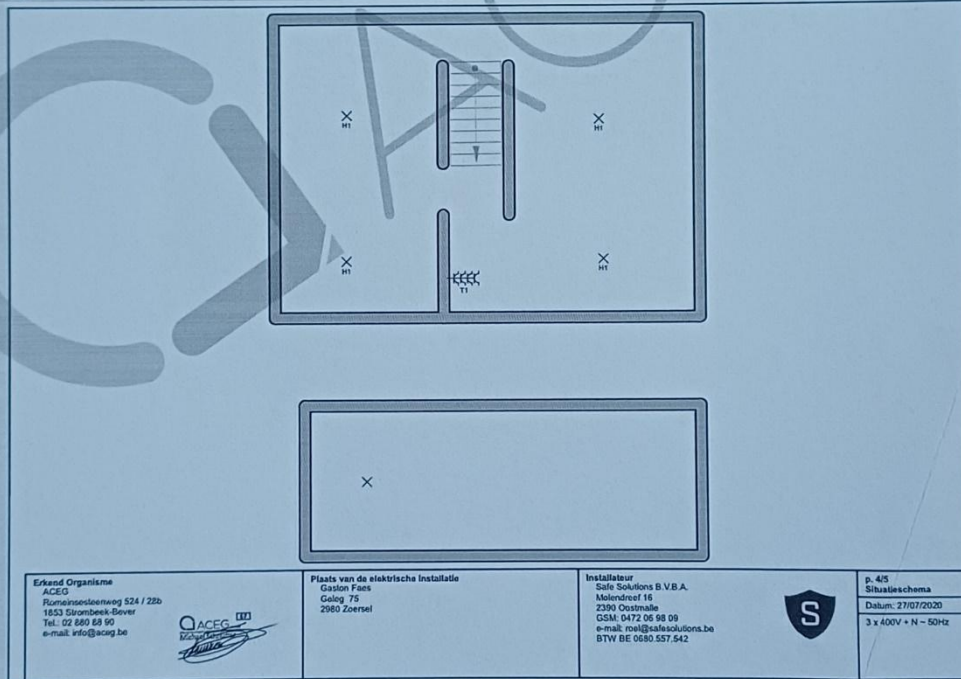 H1
H1
H1
H1
T1
Erkend Organisme
ACEG
Romeinsesteenweg 524 / 28b
1853 Strombeek-Bever
Tel.: 02 880 68 90
e-mail: info@aceg.be
ACEG
Plaats van de elektrische installatie
Gaston Faes
Galeg 75
2980 Zoersel
Installateur
Safe Solutions B.V.B.A.
Molendreef 16
2390 Oostmalle
GSM: 0472 06 98 09
e-mail: roel@safesolutions.be
BTW BE 0680.557.542
S
p. 4/5
Situatieschema
Datum: 27/07/2020
3 x 400V + N ~ 50Hz